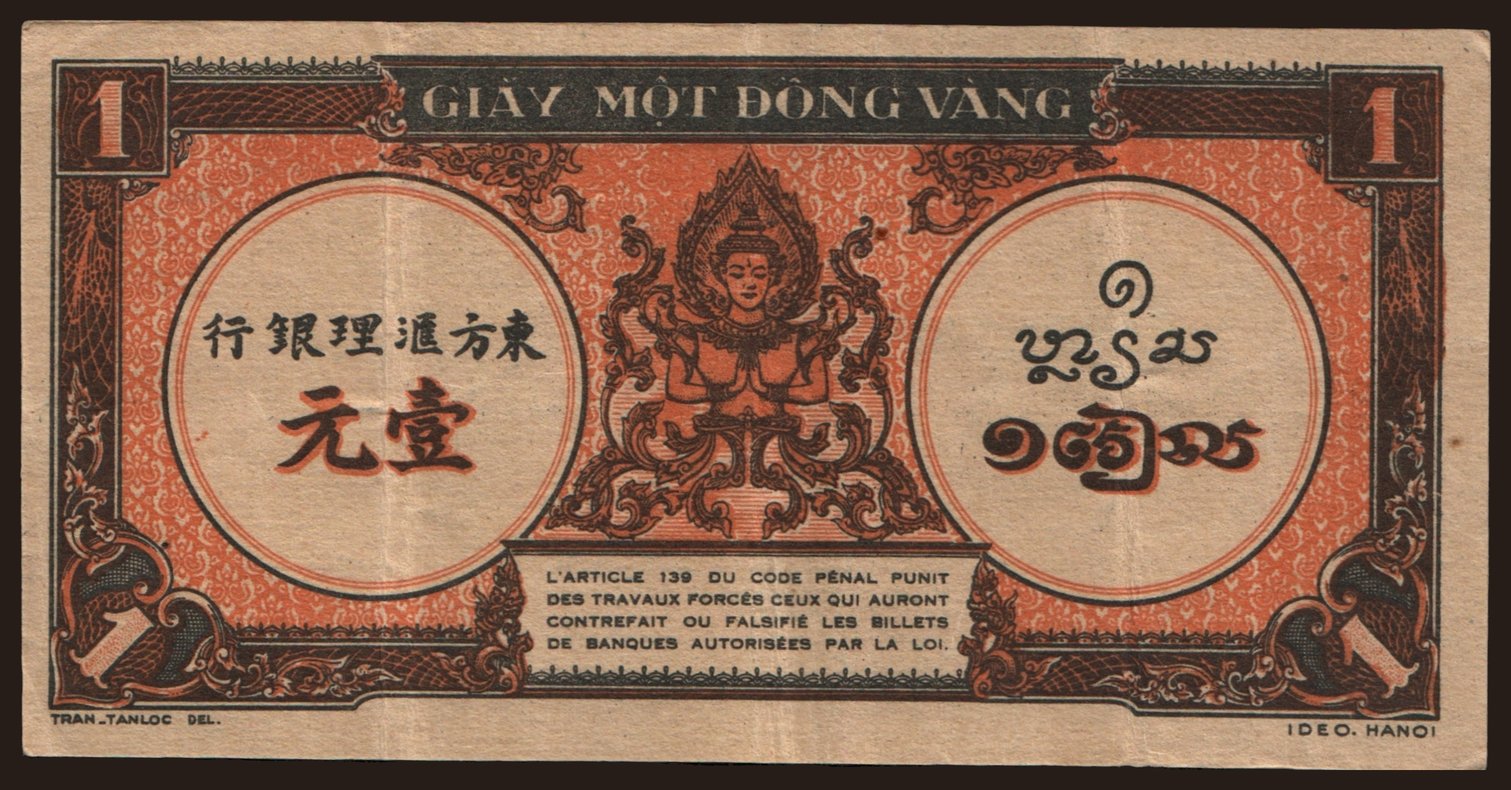 1
GIẤY MỘT ĐỒNG VÀNG
1
行銀理滙方東
元壹
L'ARTICLE 139 DU CODE PÉNAL PUNIT
DES TRAVAUX FORCÉS CEUX QUI AURONT
CONTREFAIT OU FALSIFIÉ LES BILLETS
DE BANQUES AUTORISÉES PAR LA LOI.
1
1
TRAN_TANLOC DEL.
IDEO. HANOI